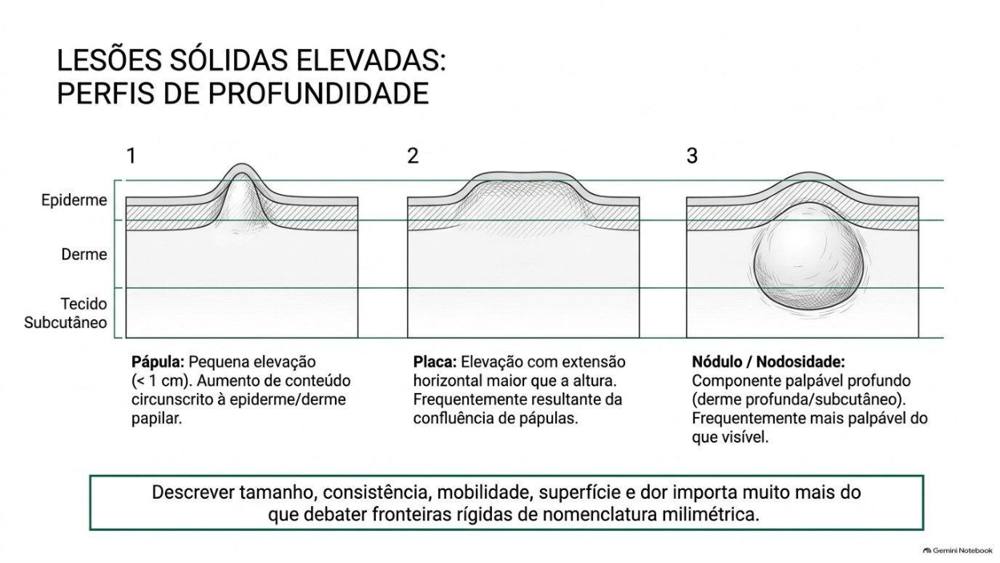 LESÕES SÓLIDAS ELEVADAS:
PERFIS DE PROFUNDIDADE
1
2
3
Epiderme
Derme
Tecido
Subcutâneo
Pápula: Pequena elevação
(< 1 cm). Aumento de conteúdo
circunscrito à epiderme/derme
papilar.
Placa: Elevação com extensão
horizontal maior que a altura.
Frequentemente resultante da
confluência de pápulas.
Nódulo / Nodosidade:
Componente palpável profundo
(derme profunda/subcutâneo).
Frequentemente mais palpável do
que visível.
Descrever tamanho, consistência, mobilidade, superfície e dor importa muito mais do
que debater fronteiras rígidas de nomenclatura milimétrica.
Gemini Notebook